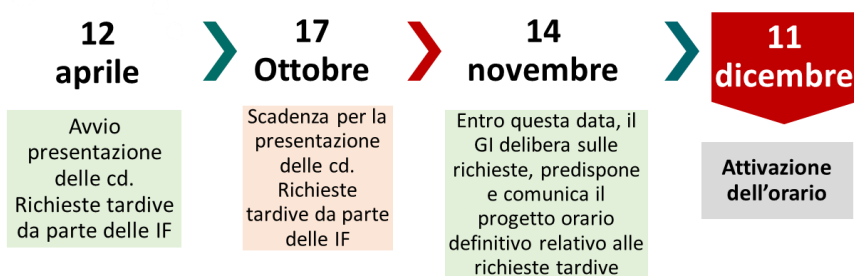 12
aprile
17
Ottobre
14
novembre
11
dicembre
Avvio
presentazione
delle cd.
Richieste tardive
da parte delle IF
Scadenza per la
presentazione
delle cd.
Richieste
tardive da parte
delle IF
Entro questa data, il
GI delibera sulle
richieste, predispone
e comunica il
progetto orario
definitivo relativo alle
richieste tardive
Attivazione
dell'orario